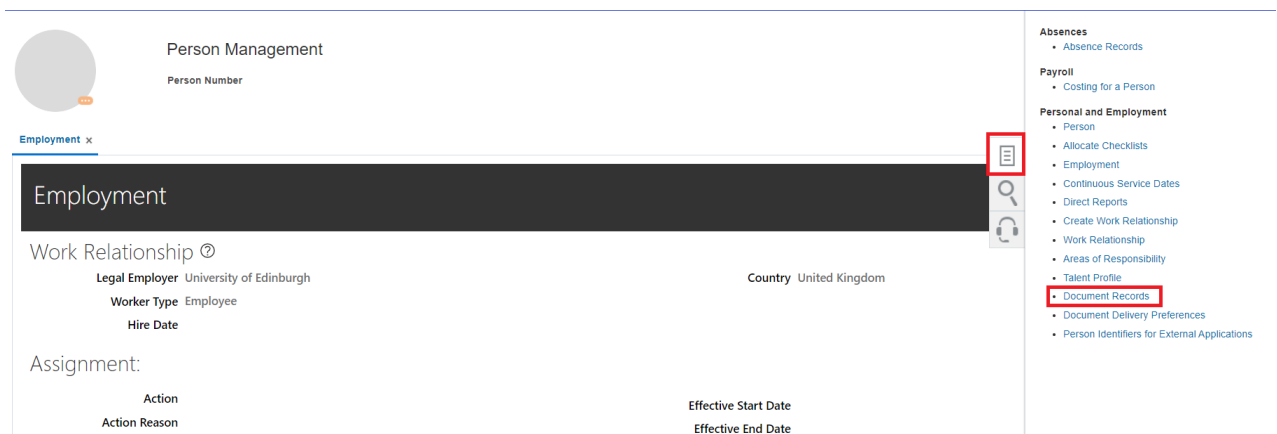 Person Management
Person Number
Employment x
Employment
Work Relationship ?
Legal Employer University of Edinburgh
Country United Kingdom
Worker Type Employee
Hire Date
Assignment:
Action
Effective Start Date
Action Reason
Effective End Date
Absences
• Absence Records
Payroll
• Costing for a Person
Personal and Employment
• Person
• Allocate Checklists
• Employment
• Continuous Service Dates
• Direct Reports
• Create Work Relationship
• Work Relationship
• Areas of Responsibility
• Talent Profile
• Document Records
• Document Delivery Preferences
• Person Identifiers for External Applications